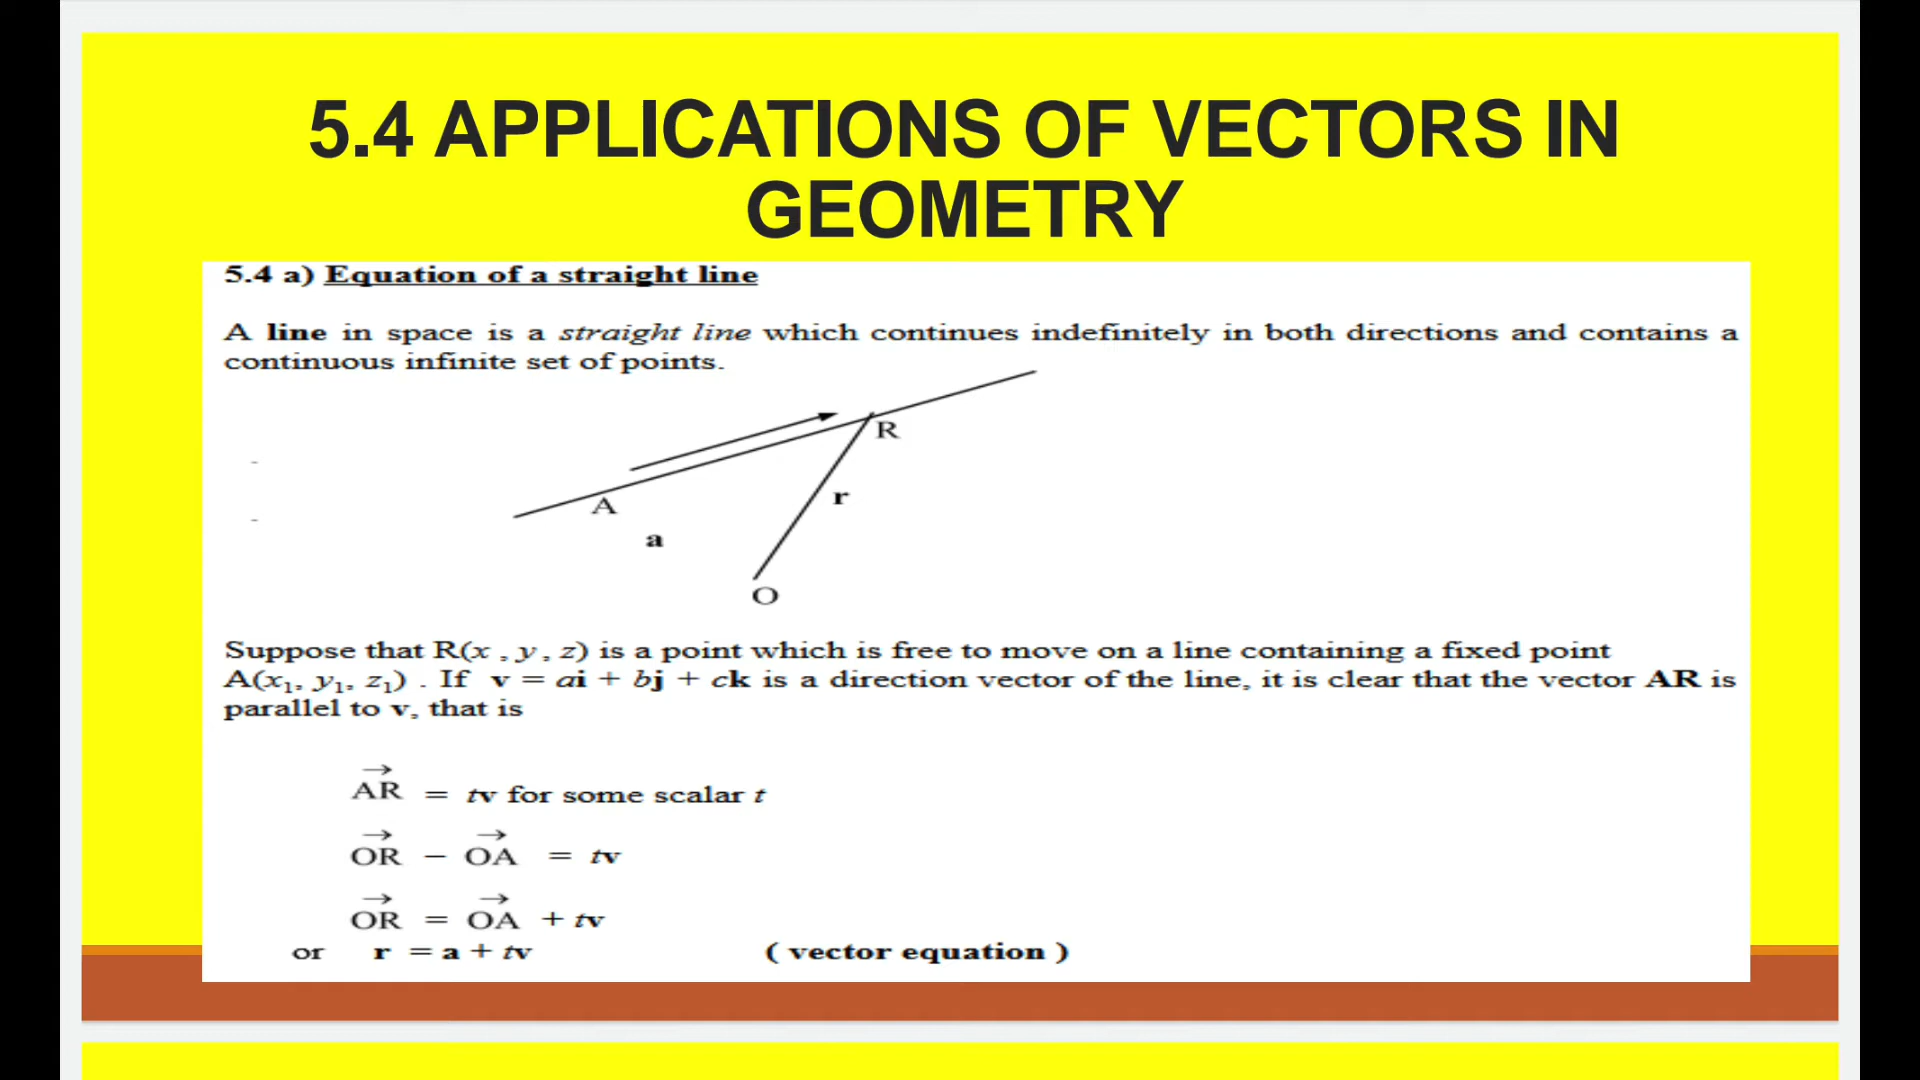 5.4 APPLICATIONS OF VECTORS IN
GEOMETRY
5.4 a) Equation of a straight line
A line in space is a straight line which continues indefinitely in both directions and contains a
continuous infinite set of points.
R
A
r
a
O
Suppose that R(x , y , z) is a point which is free to move on a line containing a fixed point
A(x₁, y₁, z₁) . If v = ai + bj + ck is a direction vector of the line, it is clear that the vector AR is
parallel to v, that is
→
AR = tv for some scalar t
→ →
OR − OA = tv
→ →
OR = OA + tv
or r = a + tv ( vector equation )